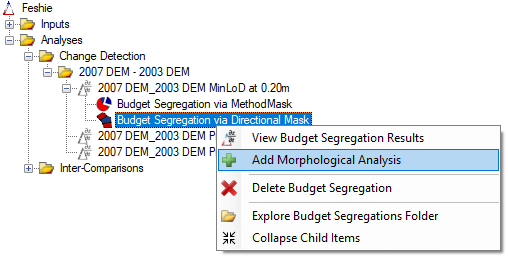 Feshie
Inputs
Analyses
Change Detection
2007 DEM - 2003 DEM
2007 DEM_2003 DEM MinLoD at 0.20m
Budget Segregation via MethodMask
Budget Segregation via Directional Mask
2007 DEM_2003 DEM P
2007 DEM_2003 DEM P
Inter-Comparisons
View Budget Segregation Results
Add Morphological Analysis
Delete Budget Segregation
Explore Budget Segregations Folder
Collapse Child Items